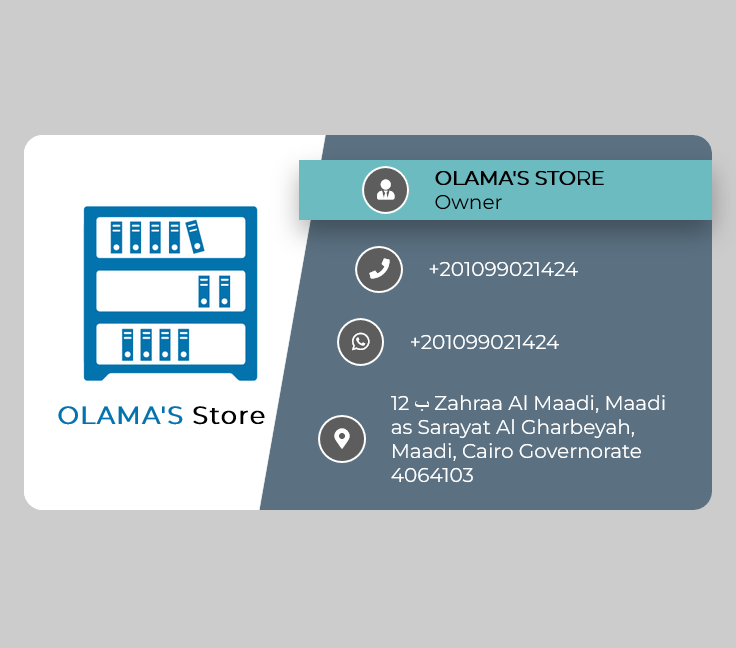 OLAMA'S STORE
Owner
+201099021424
+201099021424
12 ب Zahraa Al Maadi, Maadi
as Sarayat Al Gharbeyah,
Maadi, Cairo Governorate
4064103
OLAMA'S Store